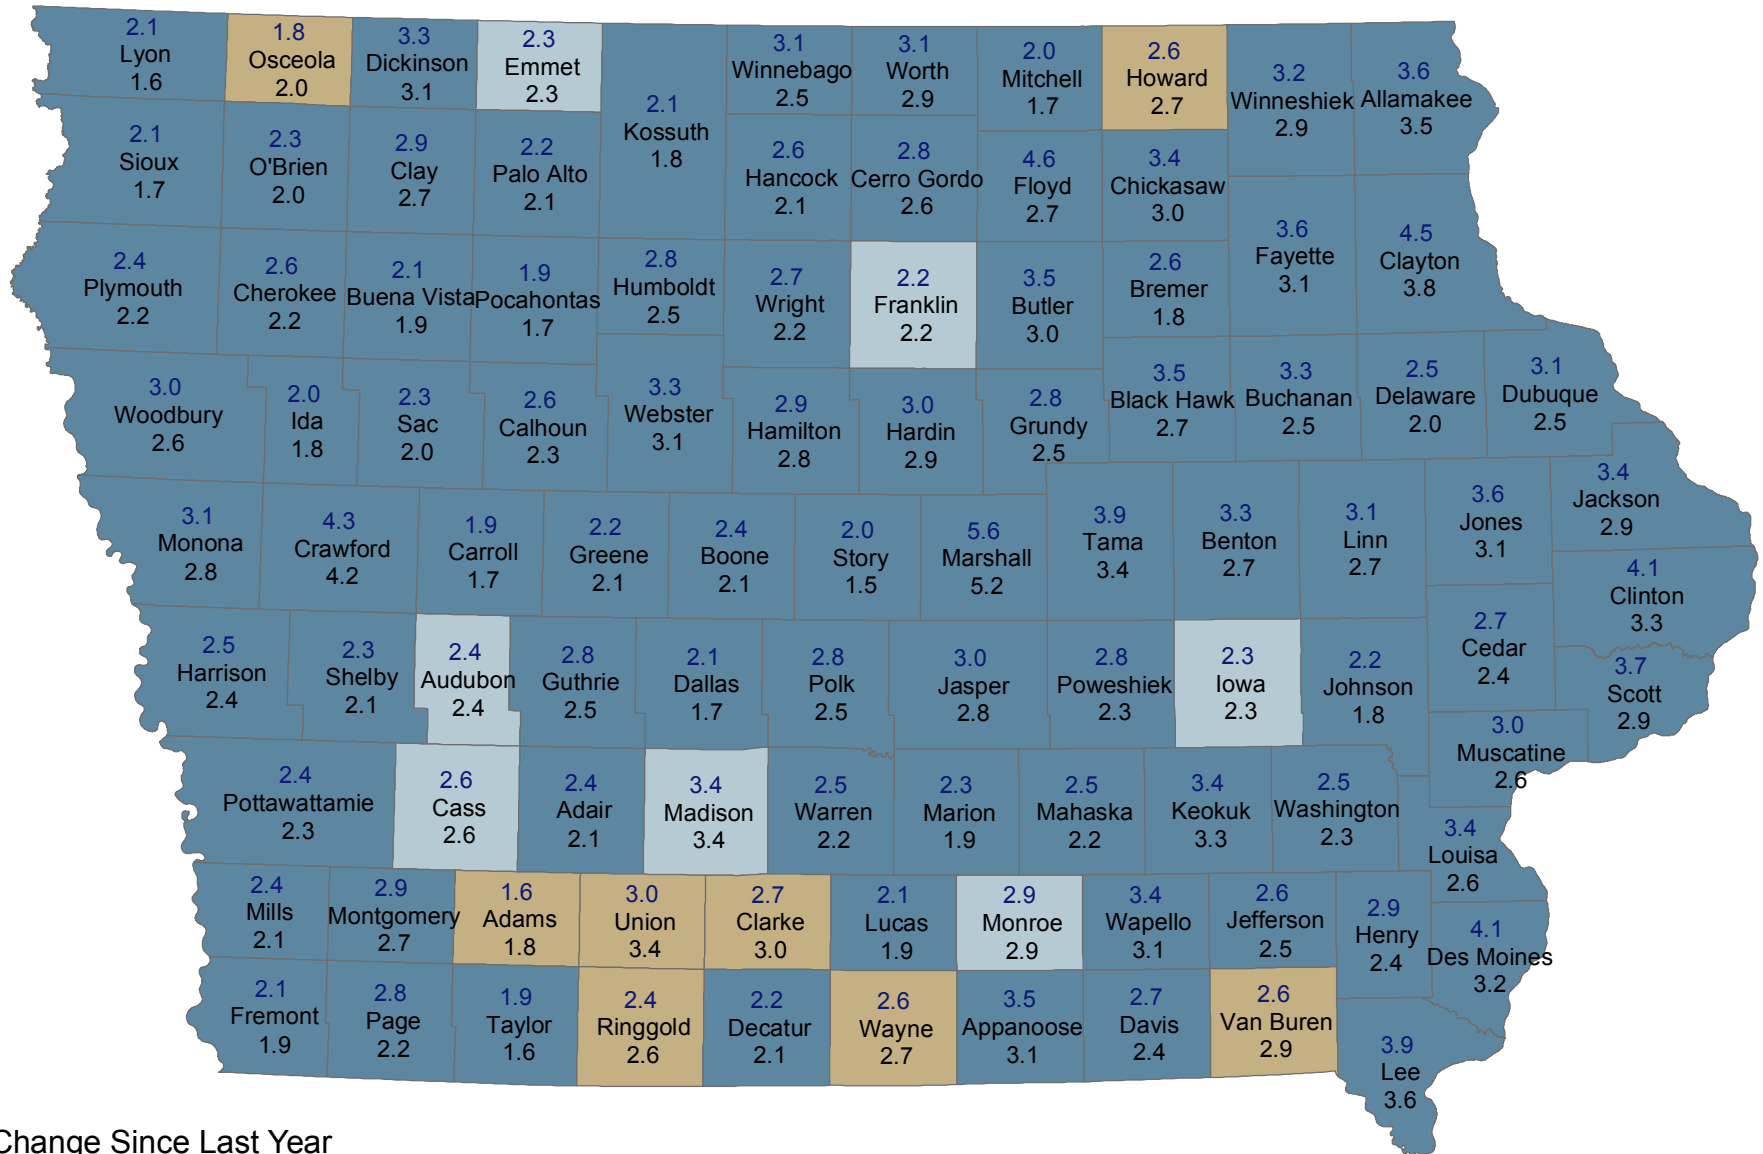 2.1
Lyon
1.6
1.8
Osceola
2.0
3.3
Dickinson
3.1
2.3
Emmet
2.3
2.1
Kossuth
1.8
3.1
Winnebago
2.5
3.1
Worth
2.9
2.0
Mitchell
1.7
2.6
Howard
2.7
3.2
Winneshiek
2.9
3.6
Allamakee
3.5
2.1
Sioux
1.7
2.3
O'Brien
2.0
2.9
Clay
2.7
2.2
Palo Alto
2.1
2.6
Hancock
2.1
2.8
Cerro Gordo
2.6
4.6
Floyd
2.7
3.4
Chickasaw
3.0
3.6
Fayette
3.1
4.5
Clayton
3.8
2.4
Plymouth
2.2
2.6
Cherokee
2.2
2.1
Buena Vista
1.9
1.9
Pocahontas
1.7
2.8
Humboldt
2.5
2.7
Wright
2.2
2.2
Franklin
2.2
3.5
Butler
3.0
2.6
Bremer
1.8
3.0
Woodbury
2.6
2.0
Ida
1.8
2.3
Sac
2.0
2.6
Calhoun
2.3
3.3
Webster
3.1
2.9
Hamilton
2.8
3.0
Hardin
2.9
2.8
Grundy
2.5
3.5
Black Hawk
2.7
3.3
Buchanan
2.5
2.5
Delaware
2.0
3.1
Dubuque
2.5
3.1
Monona
2.8
4.3
Crawford
4.2
1.9
Carroll
1.7
2.2
Greene
2.1
2.4
Boone
2.1
2.0
Story
1.5
5.6
Marshall
5.2
3.9
Tama
3.4
3.3
Benton
2.7
3.1
Linn
2.7
3.6
Jones
3.1
3.4
Jackson
2.9
4.1
Clinton
3.3
2.5
Harrison
2.4
2.3
Shelby
2.1
2.4
Audubon
2.4
2.8
Guthrie
2.5
2.1
Dallas
1.7
2.8
Polk
2.5
3.0
Jasper
2.8
2.8
Poweshiek
2.3
2.3
Iowa
2.3
2.2
Johnson
1.8
2.7
Cedar
2.4
3.7
Scott
2.9
3.0
Muscatine
2.6
2.4
Pottawattamie
2.3
2.6
Cass
2.6
2.4
Adair
2.1
3.4
Madison
3.4
2.5
Warren
2.2
2.3
Marion
1.9
2.5
Mahaska
2.2
3.4
Keokuk
3.3
2.5
Washington
2.3
3.4
Louisa
2.6
2.4
Mills
2.1
2.9
Montgomery
2.7
1.6
Adams
1.8
3.0
Union
3.4
2.7
Clarke
3.0
2.1
Lucas
1.9
2.9
Monroe
2.9
3.4
Wapello
3.1
2.6
Jefferson
2.5
2.9
Henry
2.4
4.1
Des Moines
3.2
2.1
Fremont
1.9
2.8
Page
2.2
1.9
Taylor
1.6
2.4
Ringgold
2.6
2.2
Decatur
2.1
2.6
Wayne
2.7
3.5
Appanoose
3.1
2.7
Davis
2.4
2.6
Van Buren
2.9
3.9
Lee
3.6
Change Since Last Year